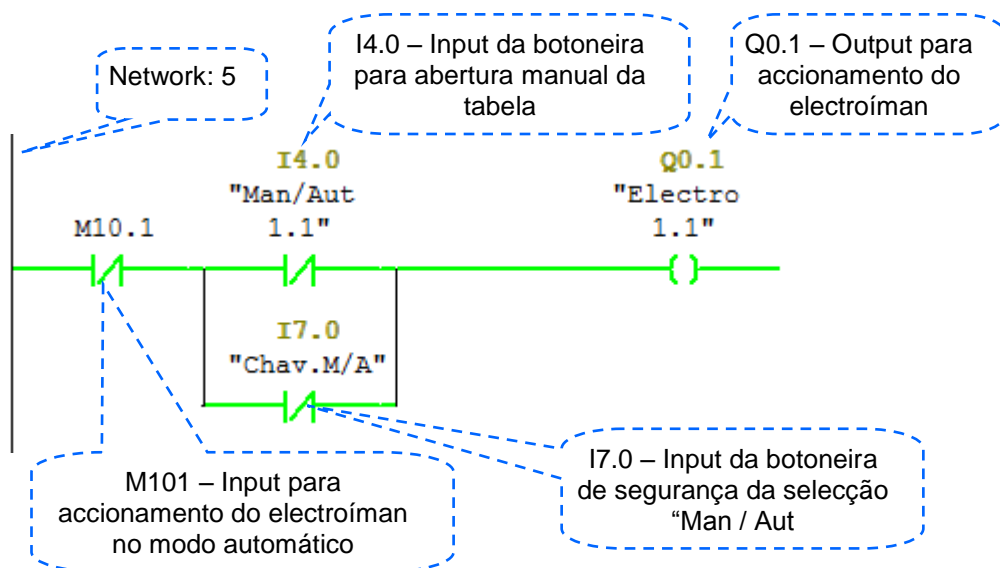 Network: 5
I4.0 – Input da botoneira
para abertura manual da
tabela
Q0.1 – Output para
accionamento do
electroíman
I4.0
"Man/Aut
1.1"
Q0.1
"Electro
1.1"
M10.1
I7.0
"Chav.M/A"
M101 – Input para
accionamento do electroíman
no modo automático
I7.0 – Input da botoneira
de segurança da selecção
“Man / Aut